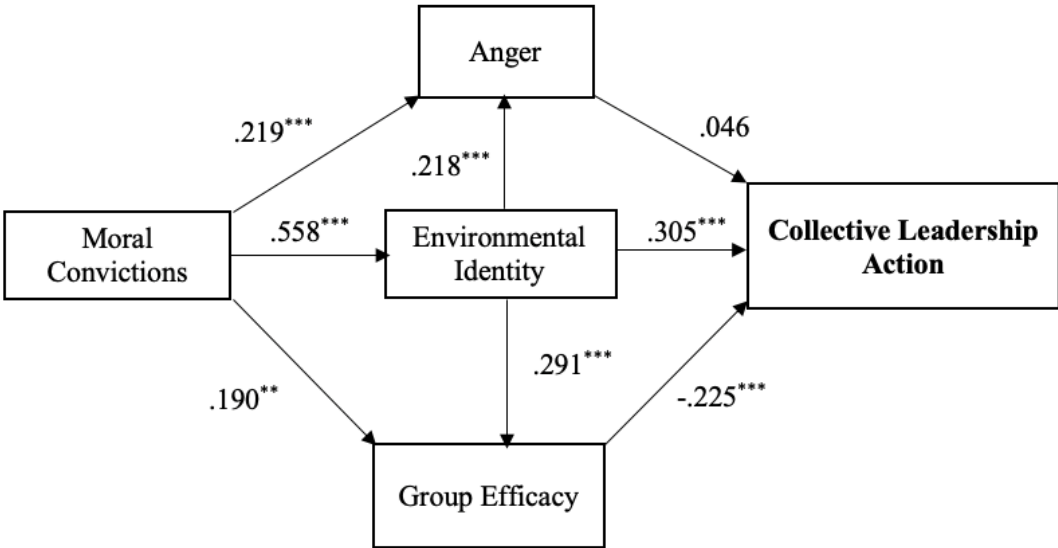 Anger
.219***
.046
.218***
Moral
Convictions
.558***
Environmental
Identity
.305***
Collective Leadership
Action
.291***
.190**
-.225***
Group Efficacy